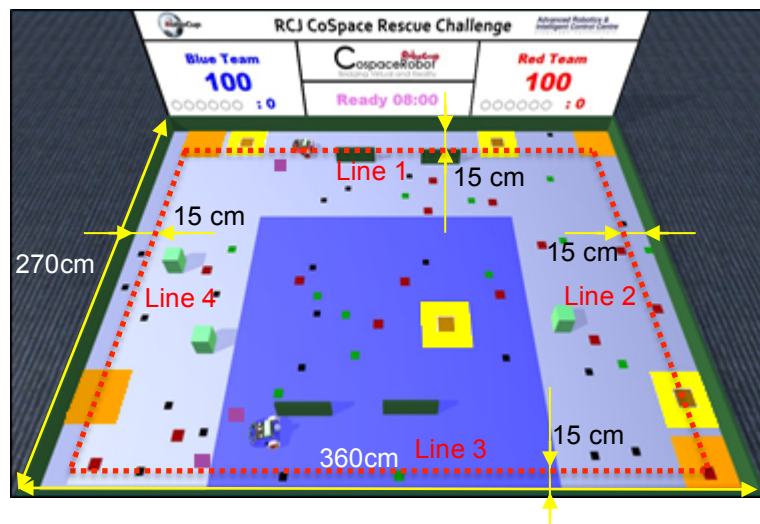 RoboCup
RCJ CoSpace Rescue Challenge
Advanced Robotics &
Intelligent Control Centre
Blue Team
100
: 0
RoboCup
CospaceRobot
Bridging Virtual and Reality
Ready 08:00
Red Team
100
: 0
Line 1
15 cm
15 cm
15 cm
270cm
Line 4
Line 2
15 cm
Line 3
360cm